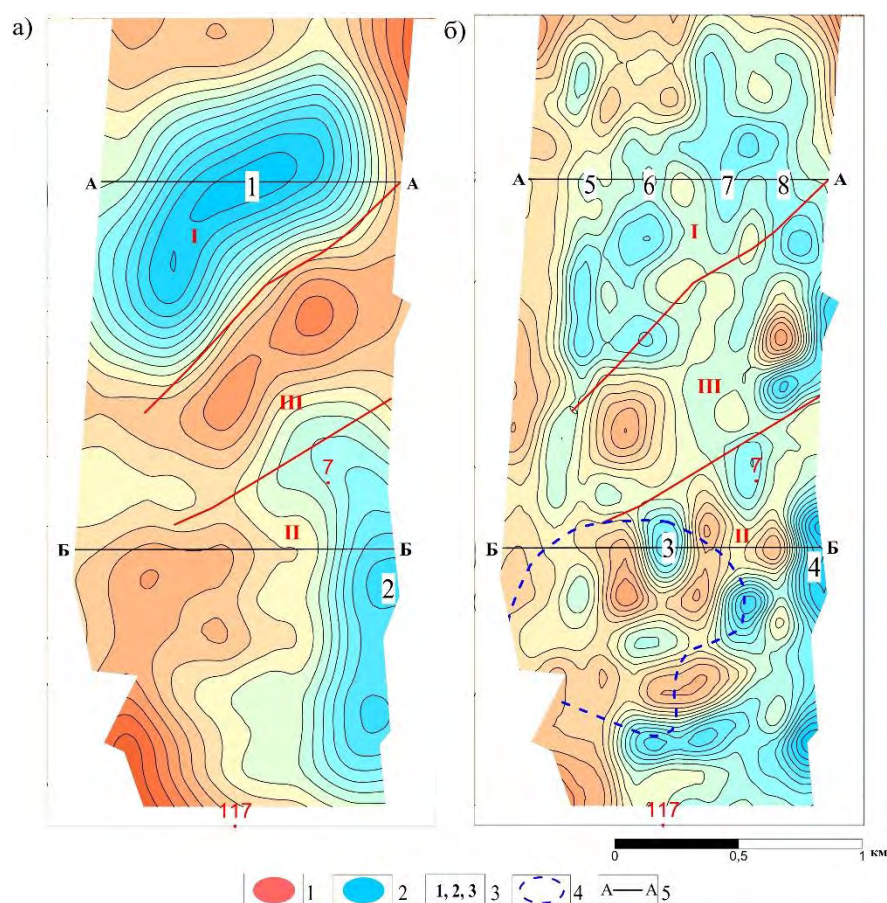 а)
б)
А 1 А
А 5 6 7 8 А
I
I
III
III
7
7
II
II
Б Б
Б 3 Б
2
4
117
117
0 0,5 1 км
1 2 1, 2, 3 3 4 А А 5